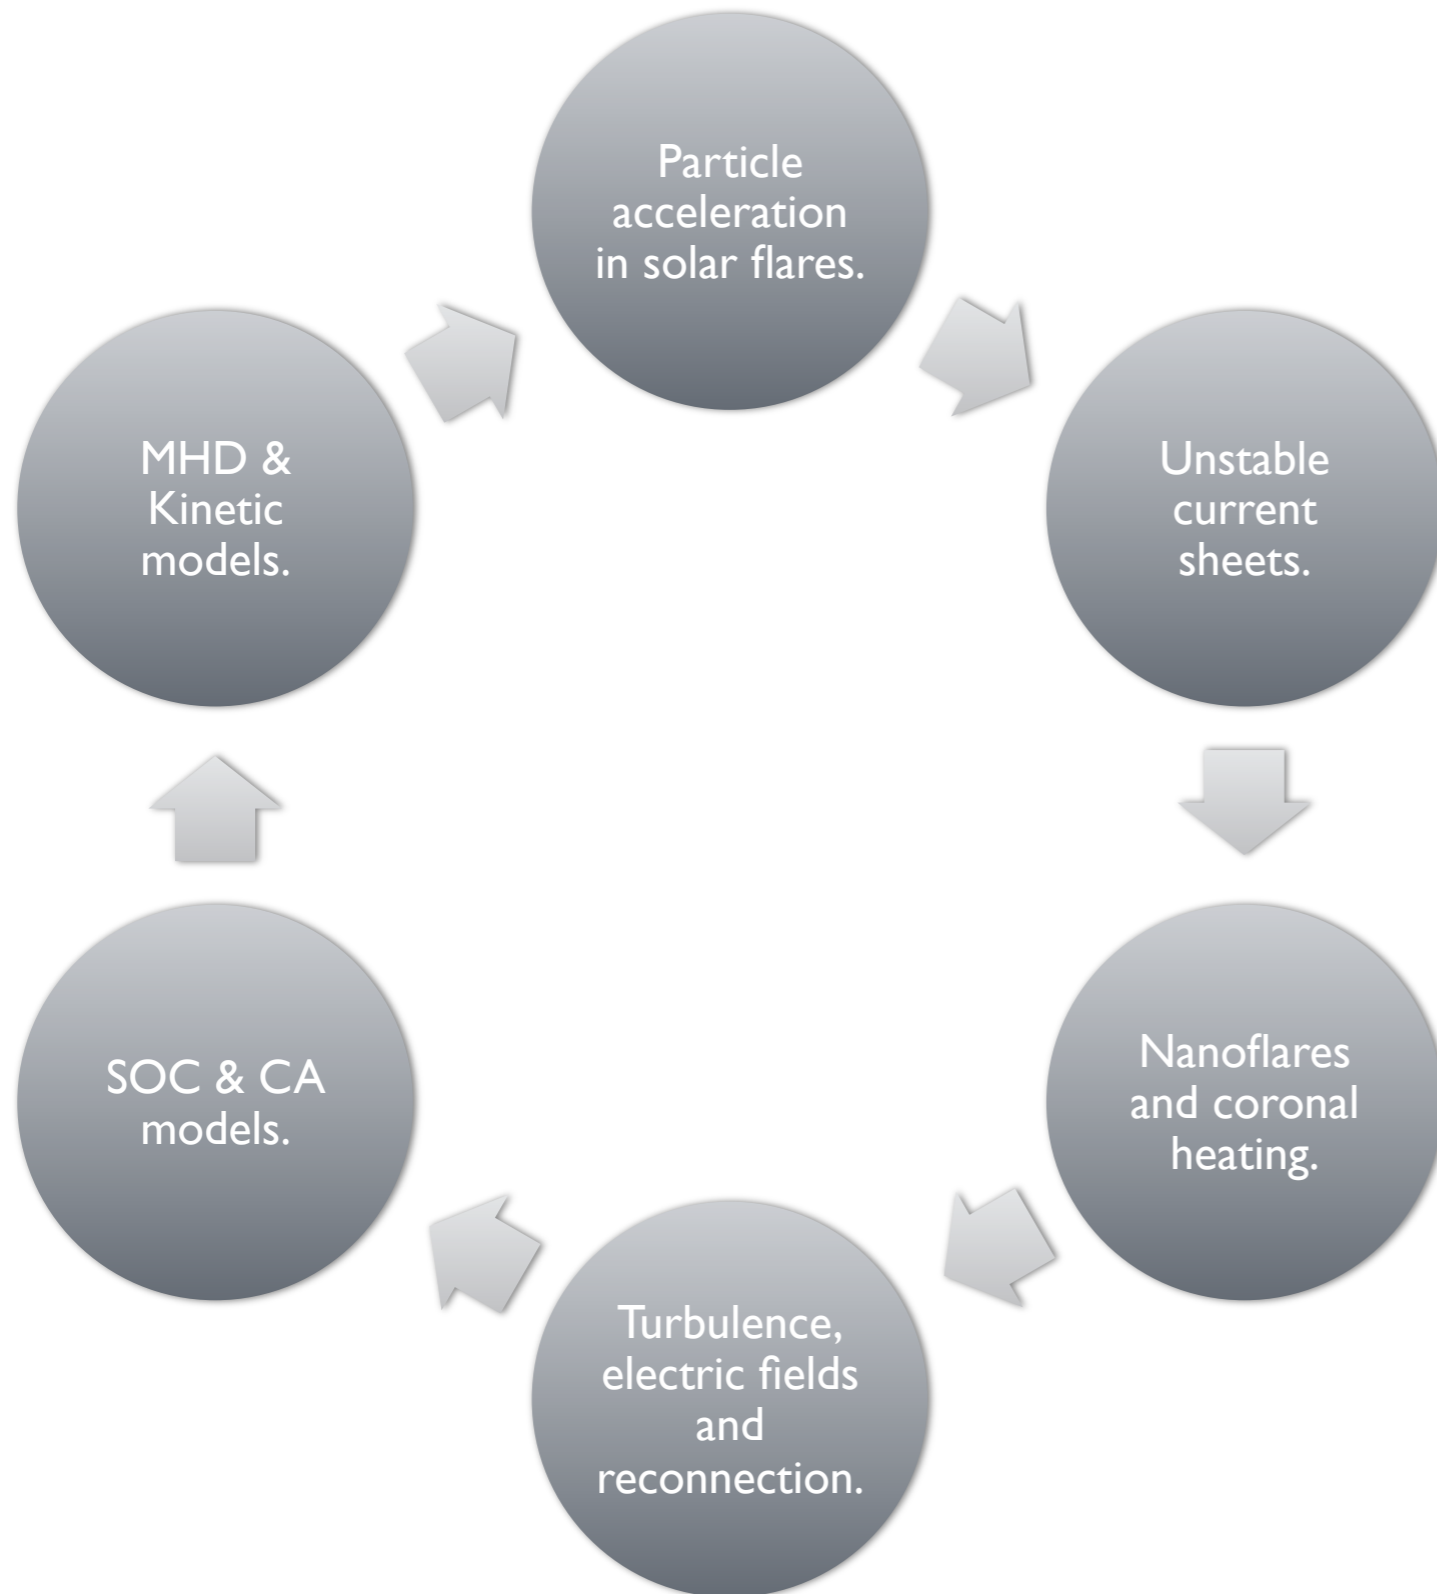 Particle
acceleration
in solar flares.
Unstable
current
sheets.
Nanoflares
and coronal
heating.
Turbulence,
electric fields
and
reconnection.
SOC & CA
models.
MHD &
Kinetic
models.